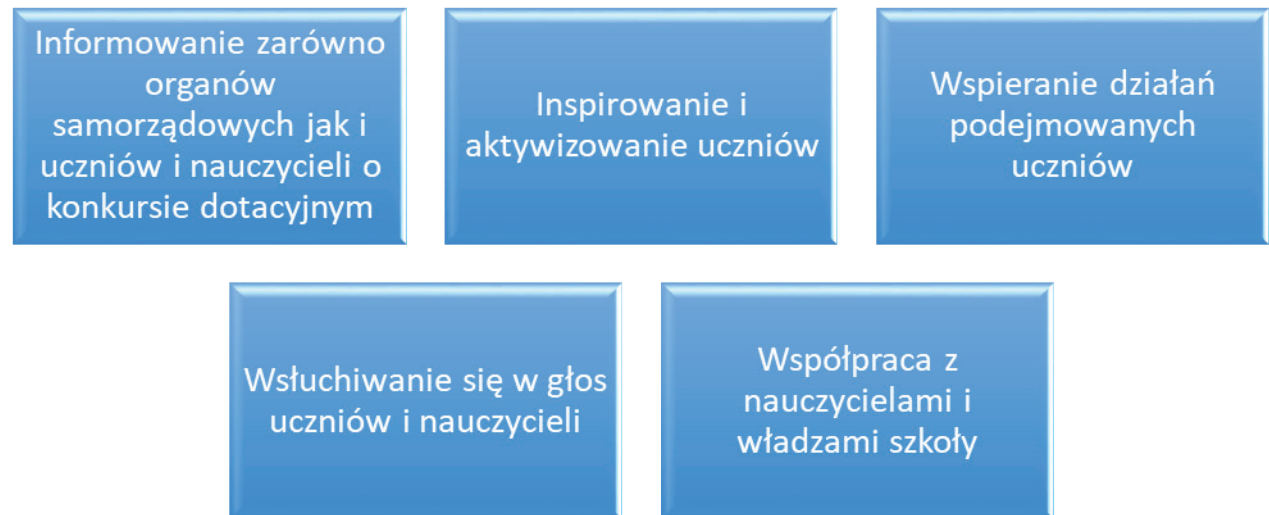 Informowanie zarówno
organów
samorządowych jak i
uczniów i nauczycieli o
konkursie dotacyjnym
Inspirowanie i
aktywizowanie uczniów
Wspieranie działań
podejmowanych
uczniów
Wsłuchiwanie się w głos
uczniów i nauczycieli
Współpraca z
nauczycielami i
władzami szkoły